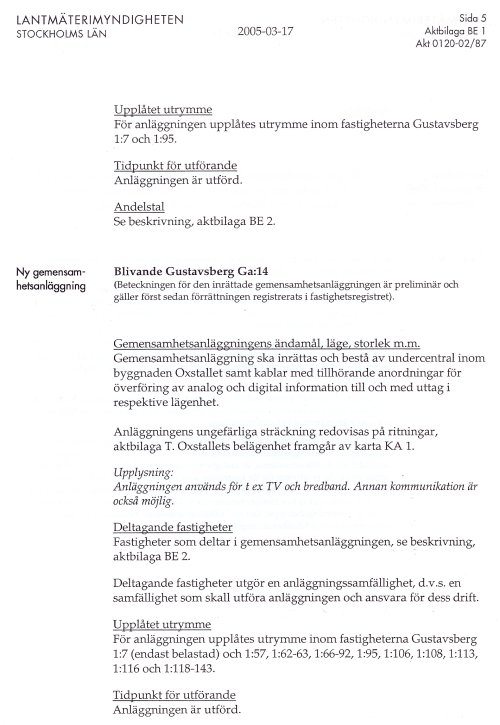 LANTMÄTERIMYNDIGHETEN
STOCKHOLMS LÄN
2005-03-17
Sida 5
Aktbilaga BE 1
Akt 0120-02/87
Upplåtet utrymme
För anläggningen upplåtes utrymme inom fastigheterna Gustavsberg
1:7 och 1:95.
Tidpunkt för utförande
Anläggningen är utförd.
Andelstal
Se beskrivning, aktbilaga BE 2.
Ny gemensam-
hetsanläggning
Blivande Gustavsberg Ga:14
(Beteckningen för den inrättade gemensamhetsanläggningen är preliminär och
gäller först sedan förrättningen registrerats i fastighetsregistret).
Gemensamhetsanläggningens ändamål, läge, storlek m.m.
Gemensamhetsanläggning ska inrättas och bestå av undercentral inom
byggnaden Oxstallet samt kablar med tillhörande anordningar för
överföring av analog och digital information till och med uttag i
respektive lägenhet.
Anläggningens ungefärliga sträckning redovisas på ritningar,
aktbilaga T. Oxstallets belägenhet framgår av karta KA 1.
Upplysning:
Anläggningen används för t ex TV och bredband. Annan kommunikation är
också möjlig.
Deltagande fastigheter
Fastigheter som deltar i gemensamhetsanläggningen, se beskrivning,
aktbilaga BE 2.
Deltagande fastigheter utgör en anläggningssamfällighet, d.v.s. en
samfällighet som skall utföra anläggningen och ansvara för dess drift.
Upplåtet utrymme
För anläggningen upplåtes utrymme inom fastigheterna Gustavsberg
1:7 (endast belastad) och 1:57, 1:62-63, 1:66-92, 1:95, 1:106, 1:108, 1:113,
1:116 och 1:118-143.
Tidpunkt för utförande
Anläggningen är utförd.